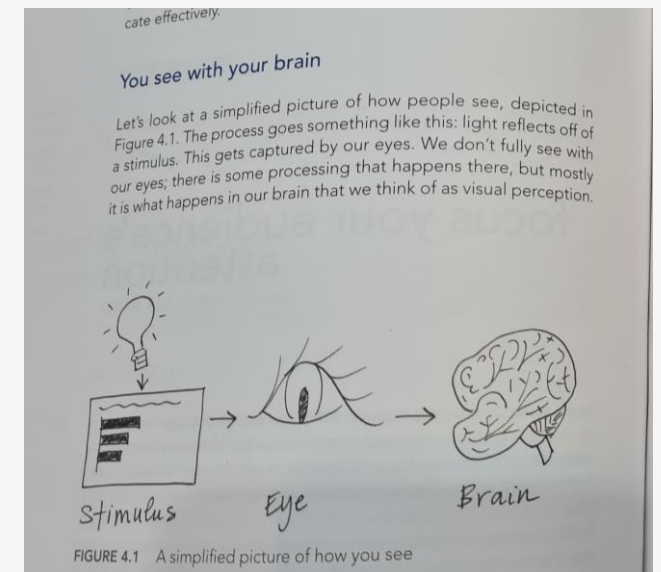 cate effectively.
You see with your brain
Let's look at a simplified picture of how people see, depicted in
Figure 4.1. The process goes something like this: light reflects off of
a stimulus. This gets captured by our eyes. We don't fully see with
our eyes; there is some processing that happens there, but mostly
it is what happens in our brain that we think of as visual perception.
focus your audience's
attention
Stimulus
Eye
Brain
FIGURE 4.1 A simplified picture of how you see